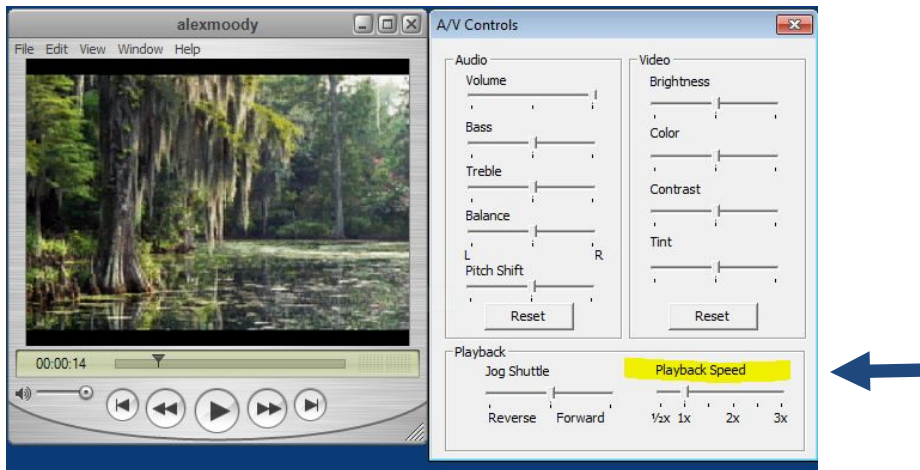 alexmoody
File Edit View Window Help
00:00:14
A/V Controls
Audio
Volume
Bass
Treble
Balance
L R
Pitch Shift
Reset
Video
Brightness
Color
Contrast
Tint
Reset
Playback
Jog Shuttle
Reverse Forward
Playback Speed
½x 1x 2x 3x